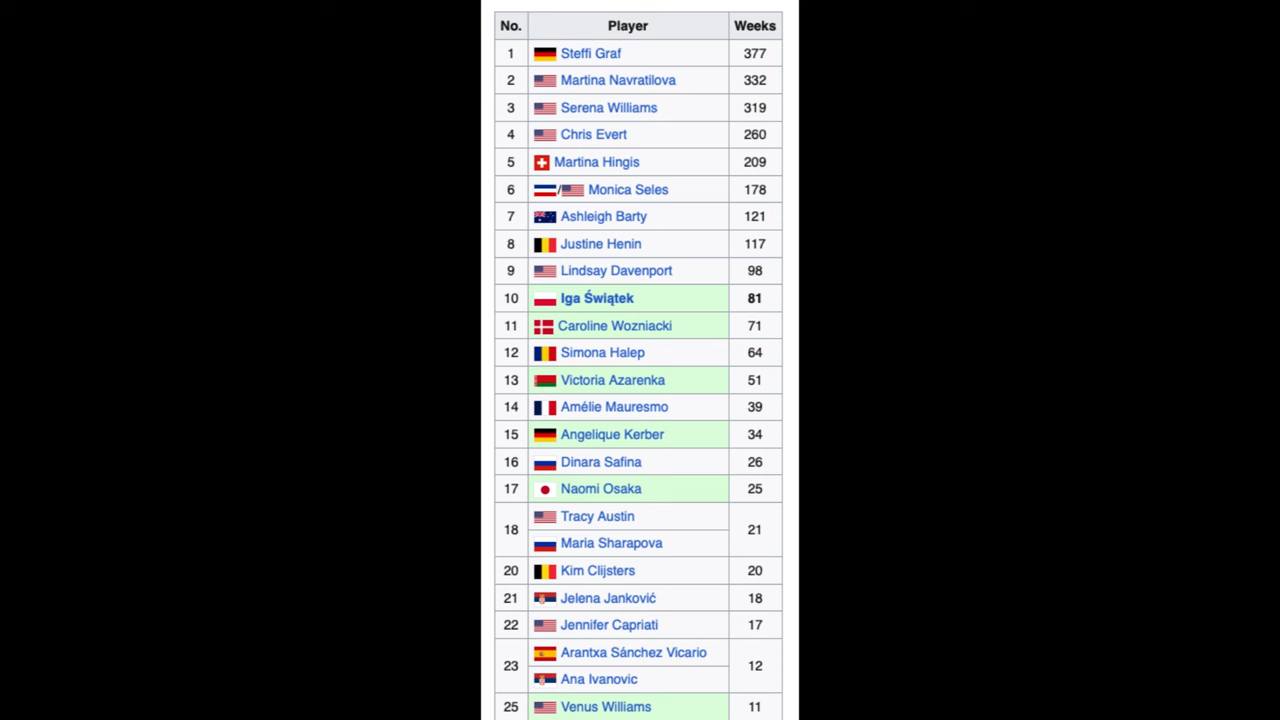 No. Player Weeks
1 Steffi Graf 377
2 Martina Navratilova 332
3 Serena Williams 319
4 Chris Evert 260
5 Martina Hingis 209
6 / Monica Seles 178
7 Ashleigh Barty 121
8 Justine Henin 117
9 Lindsay Davenport 98
10 Iga Świątek 81
11 Caroline Wozniacki 71
12 Simona Halep 64
13 Victoria Azarenka 51
14 Amélie Mauresmo 39
15 Angelique Kerber 34
16 Dinara Safina 26
17 Naomi Osaka 25
18 Tracy Austin 21
Maria Sharapova
20 Kim Clijsters 20
21 Jelena Janković 18
22 Jennifer Capriati 17
23 Arantxa Sánchez Vicario 12
Ana Ivanovic
25 Venus Williams 11